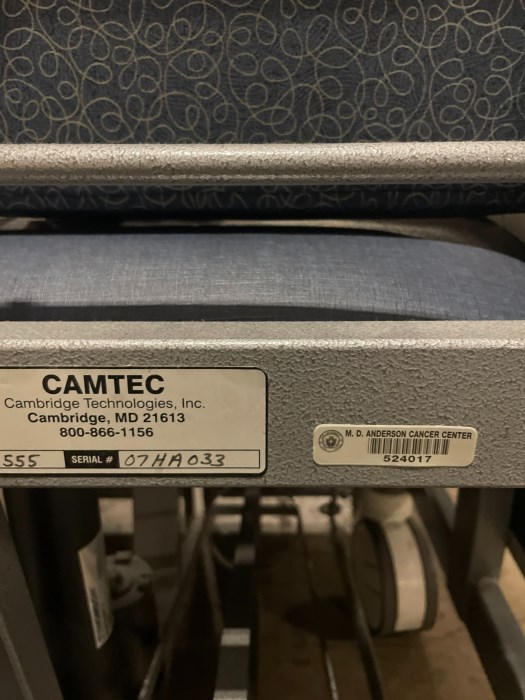 CAMTEC
Cambridge Technologies, Inc.
Cambridge, MD 21613
800-866-1156
555 SERIAL # 07HA033
M. D. ANDERSON CANCER CENTER
524017